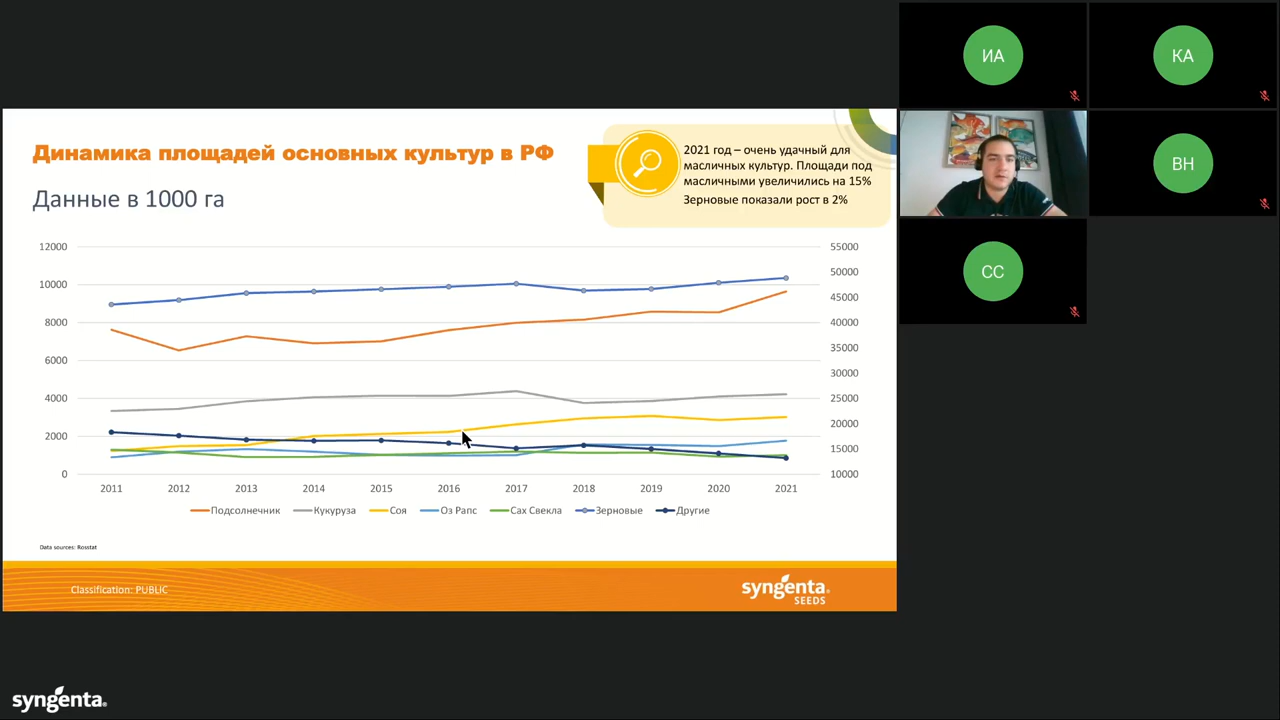 Динамика площадей основных культур в РФ
Данные в 1000 га
2021 год – очень удачный для
масличных культур. Площади под
масличными увеличились на 15%
Зерновые показали рост в 2%
12000
10000
8000
6000
4000
2000
0
55000
50000
45000
40000
35000
30000
25000
20000
15000
10000
2011 2012 2013 2014 2015 2016 2017 2018 2019 2020 2021
Подсолнечник Кукуруза Соя Оз Рапс Сах Свекла Зерновые Другие
Data sources: Rosstat
Classification: PUBLIC
syngenta
SEEDS
ИА
КА
ВН
СС
syngenta